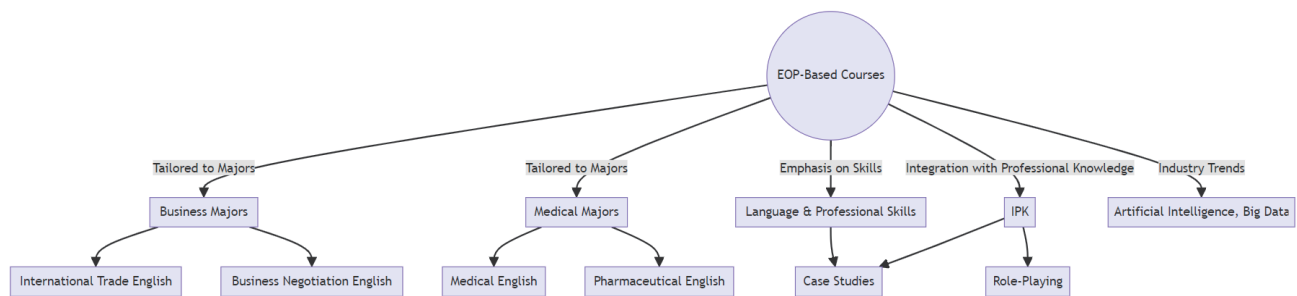 EOP-Based Courses
Tailored to Majors
Tailored to Majors
Emphasis on Skills
Integration with Professional Knowledge
Industry Trends
Business Majors
Medical Majors
Language & Professional Skills
IPK
Artificial Intelligence, Big Data
International Trade English
Business Negotiation English
Medical English
Pharmaceutical English
Case Studies
Role-Playing